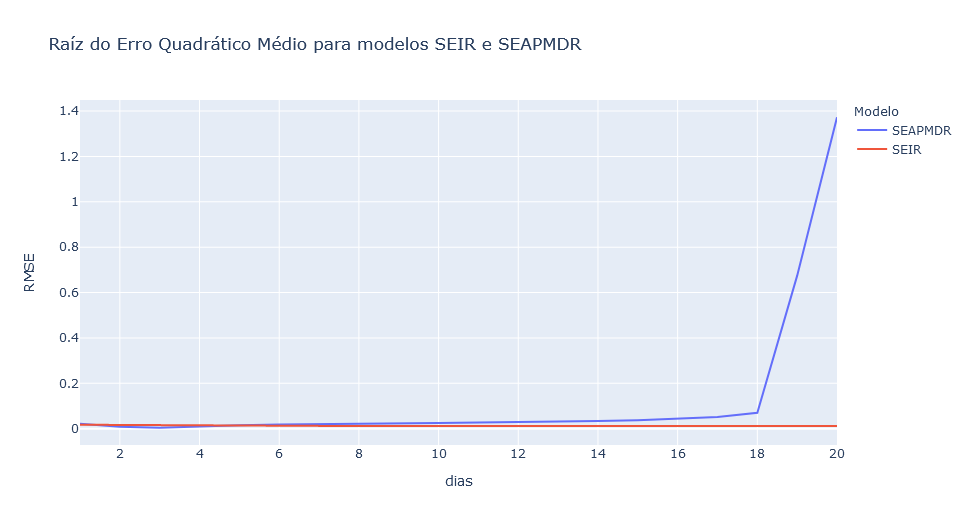 Raíz do Erro Quadrático Médio para modelos SEIR e SEAPMDR
Modelo
SEAPMDR
SEIR
RMSE
1.4
1.2
1
0.8
0.6
0.4
0.2
0
2 4 6 8 10 12 14 16 18 20
dias